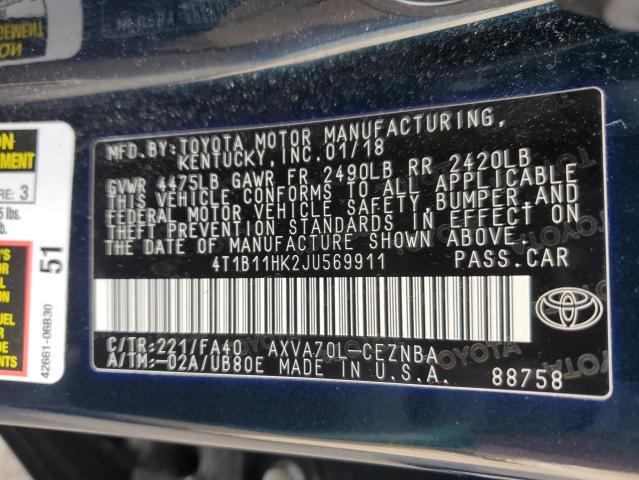 MFD. BY: TOYOTA MOTOR MANUFACTURING,
KENTUCKY, INC. 01/18
GVWR 4475LB GAWR FR 2490LB RR 2420LB
THIS VEHICLE CONFORMS TO ALL APPLICABLE
FEDERAL MOTOR VEHICLE SAFETY, BUMPER, AND
THEFT PREVENTION STANDARDS IN EFFECT ON
THE DATE OF MANUFACTURE SHOWN ABOVE.
4T1B11HK2JU569911 PASS. CAR
C/TR: 221/FA40 AXVA70L-CEZNBA
A/TM: -02A/UB80E MADE IN U.S.A.
88758
RE: 3
lbs.
b.
51
42661-06B30